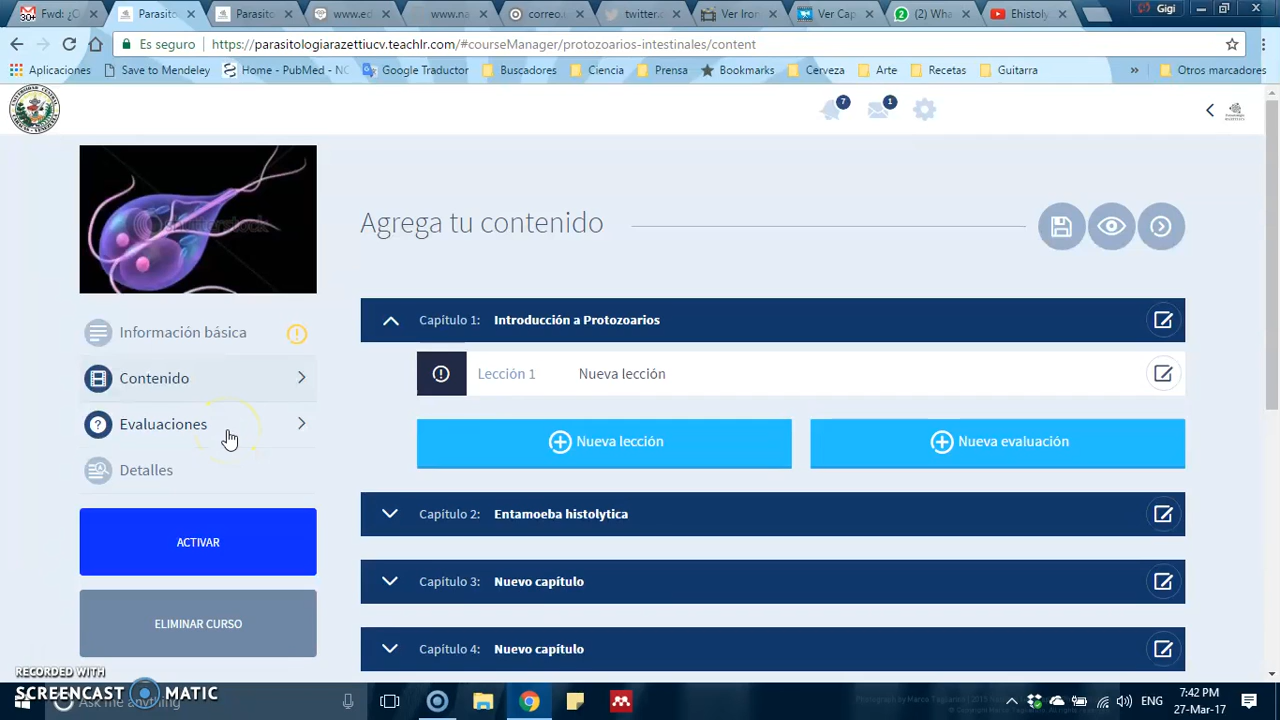 Fwd: ¡O
30+
Parasito
Parasito
www.ed
www.na
correo.u
twitter.c
Ver Iron
Ver Cap
(2) Wha
Ehistoly
Gigi
Es seguro
https://parasitologiarazettiucv.teachlr.com/#courseManager/protozoarios-intestinales/content
Aplicaciones
Save to Mendeley
Home - PubMed - NC
Google Traductor
Buscadores
Ciencia
Prensa
Bookmarks
Cerveza
Arte
Recetas
Guitarra
»
Otros marcadores
7
1
shutterstock
Agrega tu contenido
Información básica
Contenido
Evaluaciones
Detalles
ACTIVAR
ELIMINAR CURSO
Capítulo 1: Introducción a Protozoarios
Lección 1 Nueva lección
Nueva lección
Nueva evaluación
Capítulo 2: Entamoeba histolytica
Capítulo 3: Nuevo capítulo
Capítulo 4: Nuevo capítulo
RECORDED WITH
SCREENCAST MATIC
Ask me anything
ENG
7:42 PM
27-Mar-17